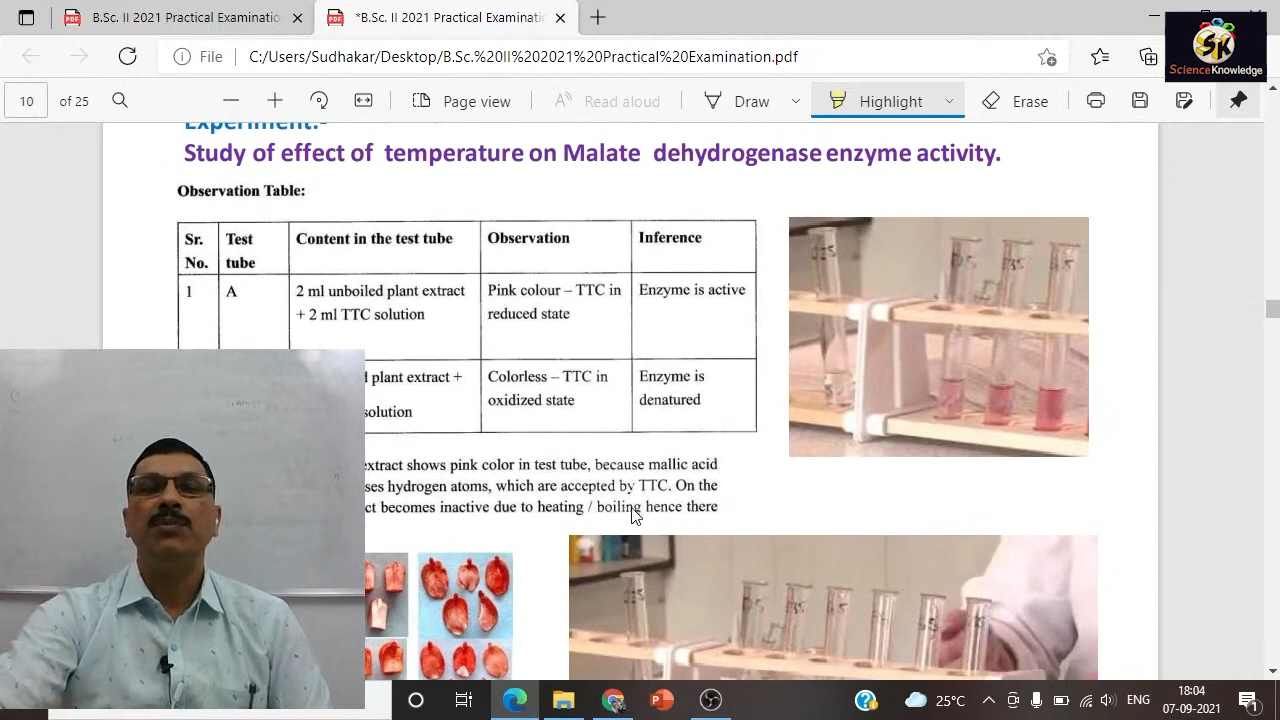 B.Sc. II 2021 Practical Examinatio
*B.Sc. II 2021 Practical Examinati
SK
Science Knowledge
File C:/Users/Sudhakar/Desktop/B.Sc.%20II%202021%20Practical%20Examination.pdf
10 of 25 Page view Read aloud Draw Highlight Erase
Experiment:-
Study of effect of temperature on Malate dehydrogenase enzyme activity.
Observation Table:
Sr. No. Test tube Content in the test tube Observation Inference
1 A 2 ml unboiled plant extract + 2 ml TTC solution Pink colour – TTC in reduced state Enzyme is active
plant extract + solution Colorless – TTC in oxidized state Enzyme is denatured
extract shows pink color in test tube, because mallic acid
ses hydrogen atoms, which are accepted by TTC. On the
ct becomes inactive due to heating / boiling hence there
25°C ENG 18:04
07-09-2021
1